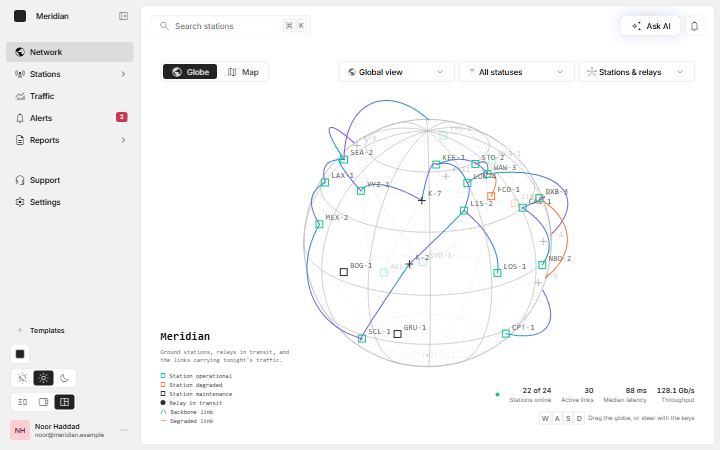 Meridian
Search stations
⌘ K
Ask AI
Network
Stations
Traffic
Alerts
2
Reports
Support
Settings
Globe
Map
Global view
All statuses
Stations & relays
SEA-2
KEF-1
STO-2
WAW-3
LAX-1
YYZ-1
K-7
FCO-1
DXB-3
LIS-2
MEX-2
K-2
BOG-1
LOS-1
NBO-2
SCL-1
GRU-1
CPT-1
Meridian
Ground stations, relays in transit, and
the links carrying tonight's traffic.
Station operational
Station degraded
Station maintenance
Relay in transit
Backbone link
Degraded link
22 of 24
Stations online
30
Active links
88 ms
Median latency
128.1 Gb/s
Throughput
W A S D Drag the globe, or steer with the keys
Templates
NH
Noor Haddad
noor@meridian.example